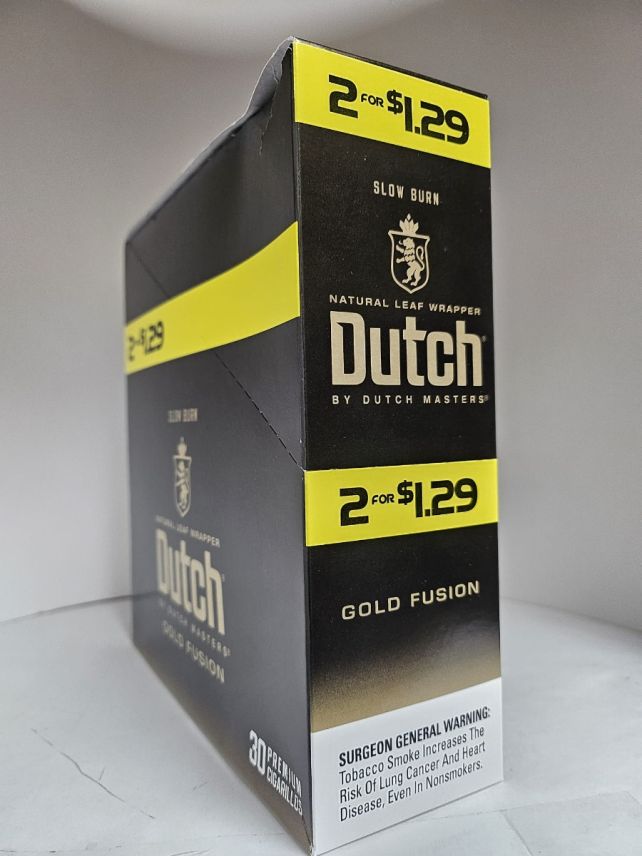 2 FOR $1.29
SLOW BURN
NATURAL LEAF WRAPPER
Dutch®
BY DUTCH MASTERS®
2 FOR $1.29
GOLD FUSION
SURGEON GENERAL WARNING:
Tobacco Smoke Increases The
Risk Of Lung Cancer And Heart
Disease, Even In Nonsmokers.
2 FOR $1.29
SLOW BURN
NATURAL LEAF WRAPPER
Dutch®
BY DUTCH MASTERS®
GOLD FUSION
30 PREMIUM
CIGARILLOS